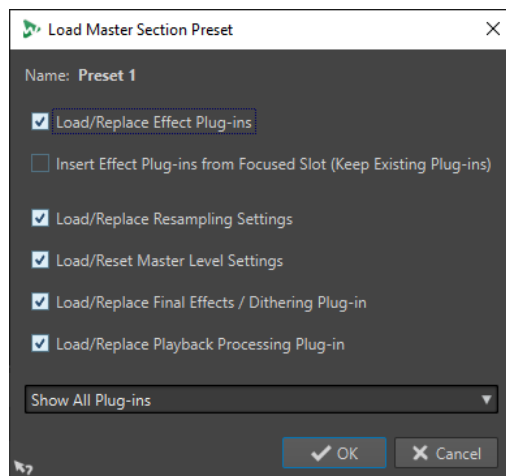 Load Master Section Preset
Name: Preset 1
Load/Replace Effect Plug-ins
Insert Effect Plug-ins from Focused Slot (Keep Existing Plug-ins)
Load/Replace Resampling Settings
Load/Reset Master Level Settings
Load/Replace Final Effects / Dithering Plug-in
Load/Replace Playback Processing Plug-in
Show All Plug-ins
OK Cancel